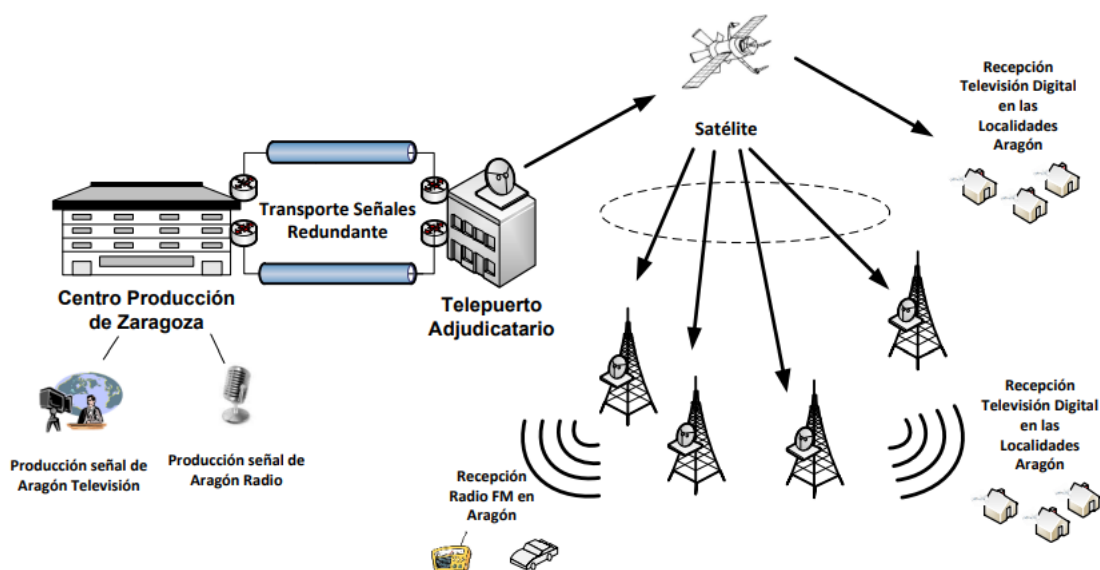 Satélite
Recepción
Televisión Digital
en las
Localidades
Aragón
Transporte Señales
Redundante
Centro Producción
de Zaragoza
Telepuerto
Adjudicatario
Producción señal de
Aragón Televisión
Producción señal de
Aragón Radio
Recepción
Radio FM en
Aragón
Recepción
Televisión Digital
en las
Localidades
Aragón